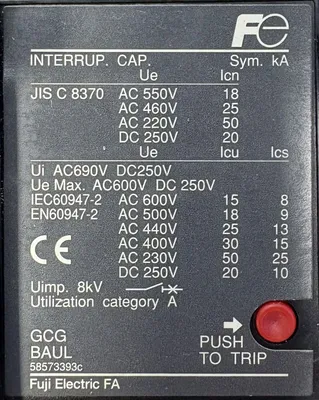 Fe
INTERRUP. CAP. Sym. kA
Ue Icn
JIS C 8370 AC 550V 18
AC 460V 25
AC 220V 50
DC 250V 20
Ue Icu Ics
Ui AC690V DC250V
Ue Max. AC600V DC 250V
IEC60947-2 AC 600V 15 8
EN60947-2 AC 500V 18 9
AC 440V 25 13
AC 400V 30 15
AC 230V 50 25
DC 250V 20 10
CE
Uimp. 8kV
Utilization category A
GCG PUSH
BAUL TO TRIP
58573393c
Fuji Electric FA